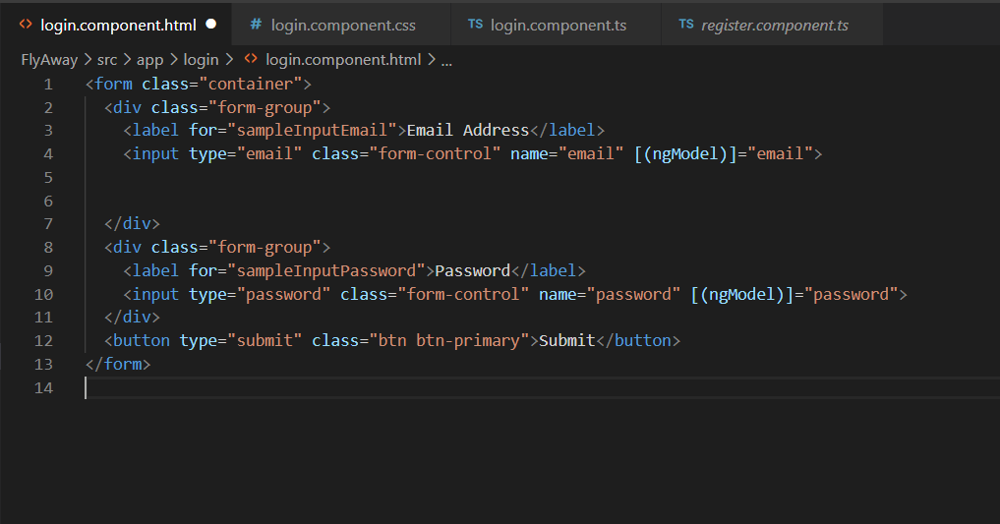 <> login.component.html ● # login.component.css TS login.component.ts TS register.component.ts
FlyAway > src > app > login > <> login.component.html > ...
1 <form class="container">
2 <div class="form-group">
3 <label for="sampleInputEmail">Email Address</label>
4 <input type="email" class="form-control" name="email" [(ngModel)]="email">
5
6
7 </div>
8 <div class="form-group">
9 <label for="sampleInputPassword">Password</label>
10 <input type="password" class="form-control" name="password" [(ngModel)]="password">
11 </div>
12 <button type="submit" class="btn btn-primary">Submit</button>
13 </form>
14